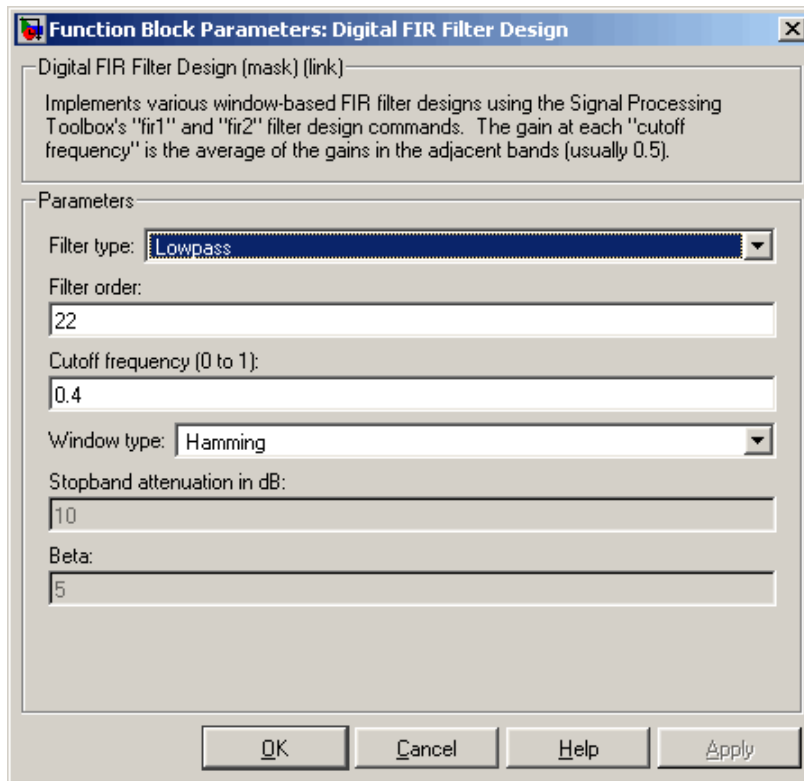 Function Block Parameters: Digital FIR Filter Design
Digital FIR Filter Design (mask) (link)
Implements various window-based FIR filter designs using the Signal Processing
Toolbox's "fir1" and "fir2" filter design commands. The gain at each "cutoff
frequency" is the average of the gains in the adjacent bands (usually 0.5).
Parameters
Filter type: Lowpass
Filter order:
22
Cutoff frequency (0 to 1):
0.4
Window type: Hamming
Stopband attenuation in dB:
10
Beta:
5
OK Cancel Help Apply